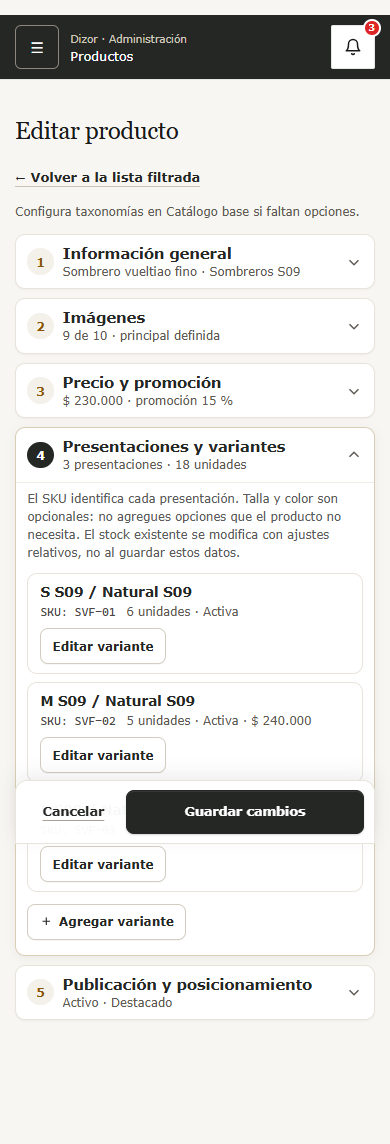 Dizor · Administración
Productos
3
Editar producto
← Volver a la lista filtrada
Configura taxonomías en Catálogo base si faltan opciones.
1
Información general
Sombrero vueltiao fino · Sombreros S09
2
Imágenes
9 de 10 · principal definida
3
Precio y promoción
$ 230.000 · promoción 15 %
4
Presentaciones y variantes
3 presentaciones · 18 unidades
El SKU identifica cada presentación. Talla y color son
opcionales: no agregues opciones que el producto no
necesita. El stock existente se modifica con ajustes
relativos, no al guardar estos datos.
S S09 / Natural S09
SKU: SVF-01 6 unidades · Activa
Editar variante
M S09 / Natural S09
SKU: SVF-02 5 unidades · Activa · $ 240.000
Editar variante
Cancelar
Guardar cambios
Editar variante
+ Agregar variante
5
Publicación y posicionamiento
Activo · Destacado